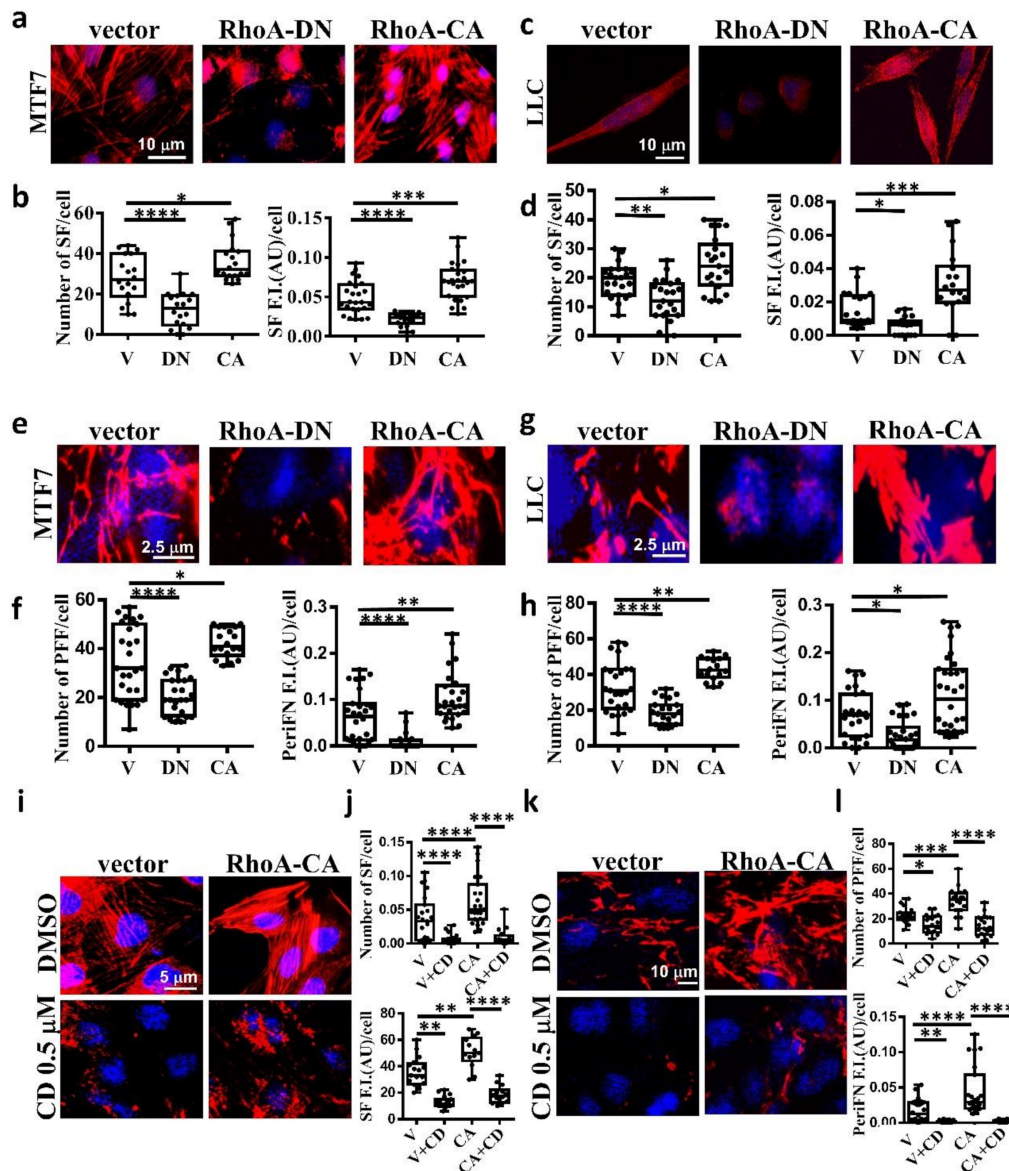 a
vector RhoA-DN RhoA-CA
MTF7
10 μm
c
vector RhoA-DN RhoA-CA
LLC
10 μm
b
Number of SF/cell
60
40
20
0
*
****
V DN CA
SF F.I.(AU)/cell
0.15
0.10
0.05
0.00
***
****
V DN CA
d
Number of SF/cell
50
40
30
20
10
0
*
**
V DN CA
SF F.I.(AU)/cell
0.08
0.06
0.04
0.02
0.00
***
*
V DN CA
e
vector RhoA-DN RhoA-CA
MTF7
2.5 μm
g
vector RhoA-DN RhoA-CA
LLC
2.5 μm
f
Number of PFF/cell
60
40
20
0
*
****
V DN CA
PeriFN F.I.(AU)/cell
0.3
0.2
0.1
0.0
**
****
V DN CA
h
Number of PFF/cell
80
60
40
20
0
**
****
V DN CA
PeriFN F.I.(AU)/cell
0.3
0.2
0.1
0.0
*
*
V DN CA
i
vector RhoA-CA
DMSO
5 μm
CD 0.5 μM
j
Number of SF/cell
0.15
0.10
0.05
0.00
****
****
****
V V+CD CA CA+CD
SF F.I.(AU)/cell
80
60
40
20
0
** ****
**
V V+CD CA CA+CD
k
vector RhoA-CA
DMSO
10 μm
CD 0.5 μM
l
Number of PFF/cell
80
60
40
20
0
****
***
*
V V+CD CA CA+CD
PeriFN F.I.(AU)/cell
0.15
0.10
0.05
0.00
**** ****
**
V V+CD CA CA+CD